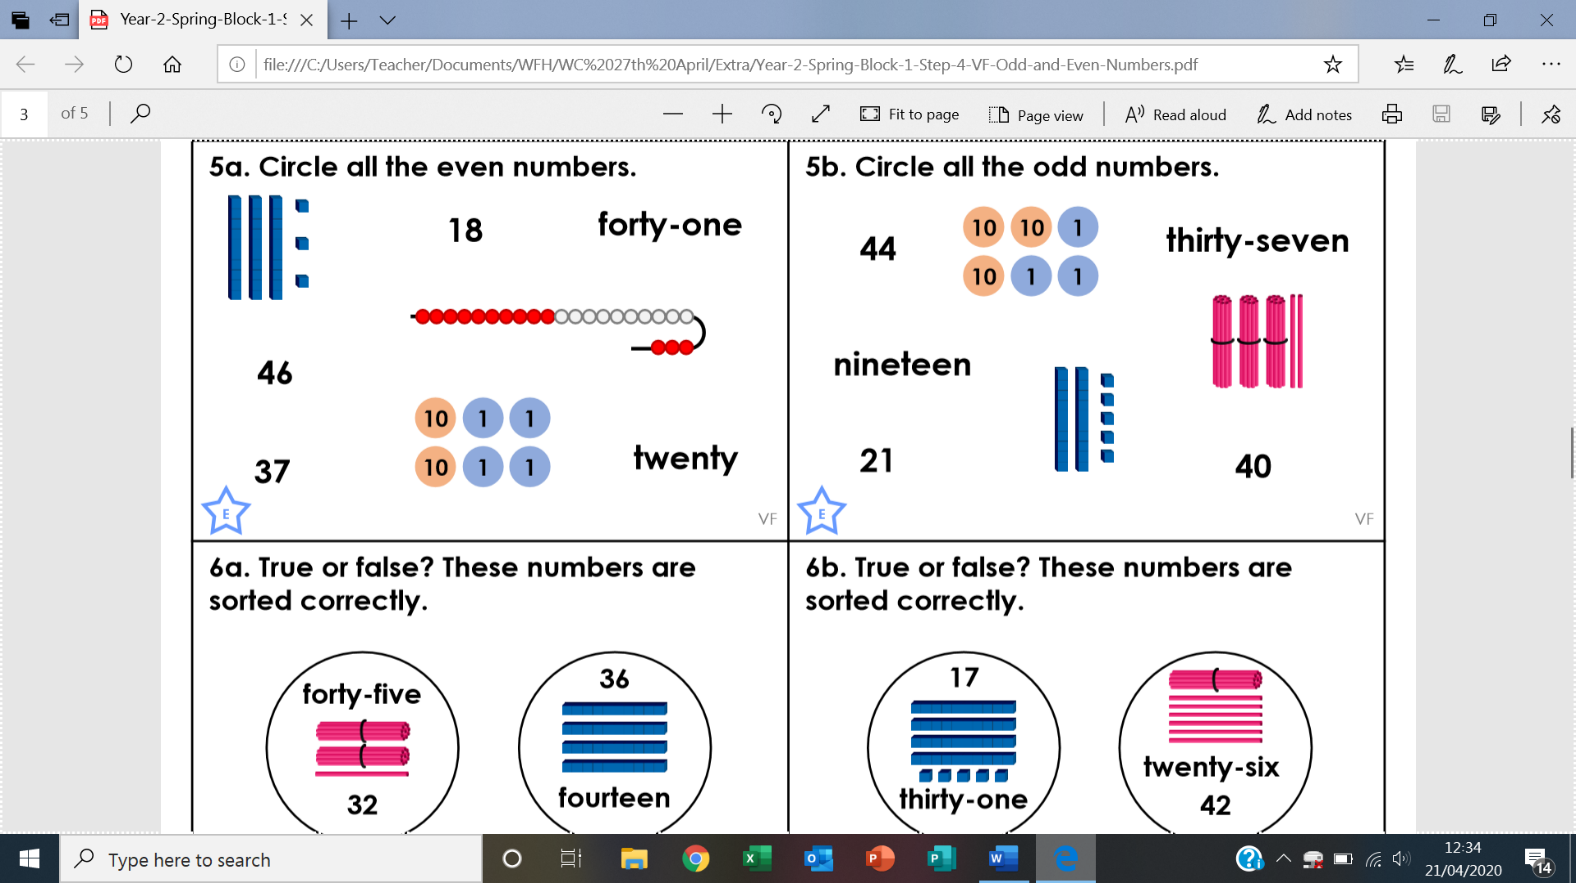 Year-2-Spring-Block-1-S
file:///C:/Users/Teacher/Documents/WFH/WC%2027th%20April/Extra/Year-2-Spring-Block-1-Step-4-VF-Odd-and-Even-Numbers.pdf
3 of 5
Fit to page
Page view
Read aloud
Add notes
5a. Circle all the even numbers.
18
forty-one
46
10 1 1
10 1 1
37
twenty
E
VF
5b. Circle all the odd numbers.
44
10 10 1
10 1 1
thirty-seven
nineteen
21
40
E
VF
6a. True or false? These numbers are
sorted correctly.
forty-five
32
36
fourteen
6b. True or false? These numbers are
sorted correctly.
17
thirty-one
twenty-six
42
Type here to search
12:34
21/04/2020
14